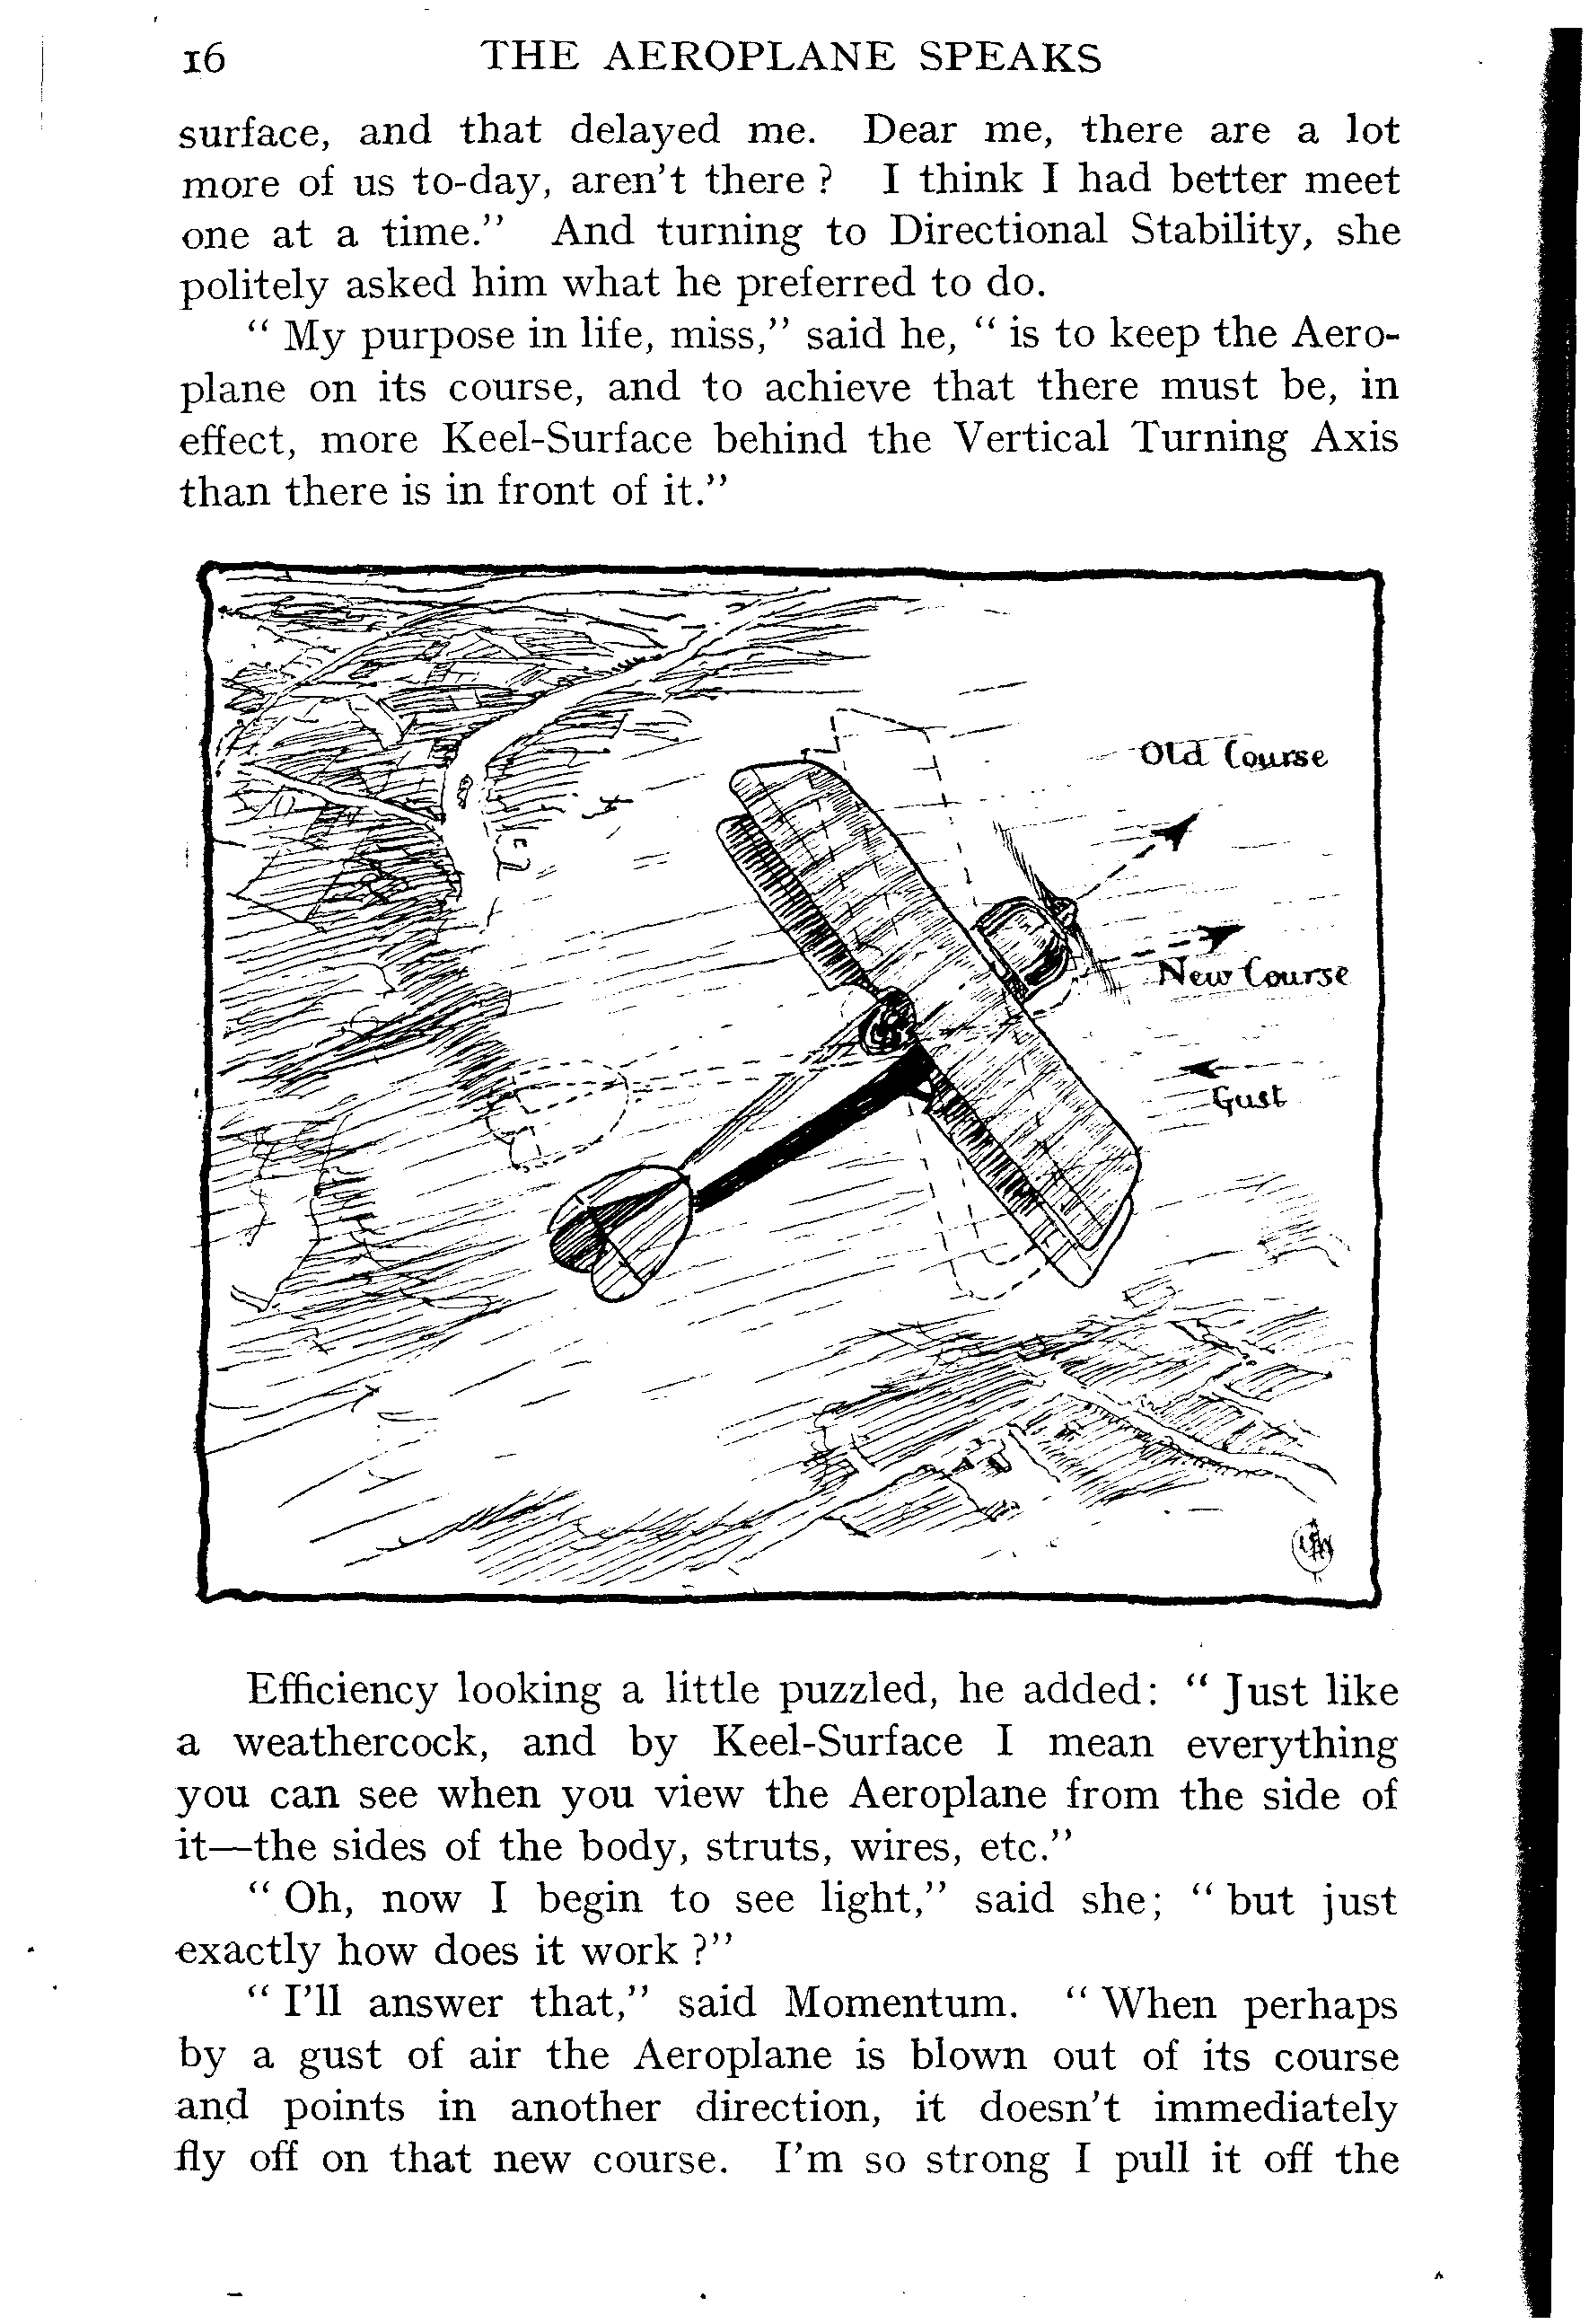 16 THE AEROPLANE SPEAKS
surface, and that delayed me. Dear me, there are a lot
more of us to-day, aren't there ? I think I had better meet
one at a time." And turning to Directional Stability, she
politely asked him what he preferred to do.
" My purpose in life, miss," said he, " is to keep the Aero-
plane on its course, and to achieve that there must be, in
effect, more Keel-Surface behind the Vertical Turning Axis
than there is in front of it."
Old Course
New Course
Gust
Efficiency looking a little puzzled, he added: " Just like
a weathercock, and by Keel-Surface I mean everything
you can see when you view the Aeroplane from the side of
it—the sides of the body, struts, wires, etc."
" Oh, now I begin to see light," said she; " but just
exactly how does it work ?"
" I'll answer that," said Momentum. " When perhaps
by a gust of air the Aeroplane is blown out of its course
and points in another direction, it doesn't immediately
fly off on that new course. I'm so strong I pull it off the